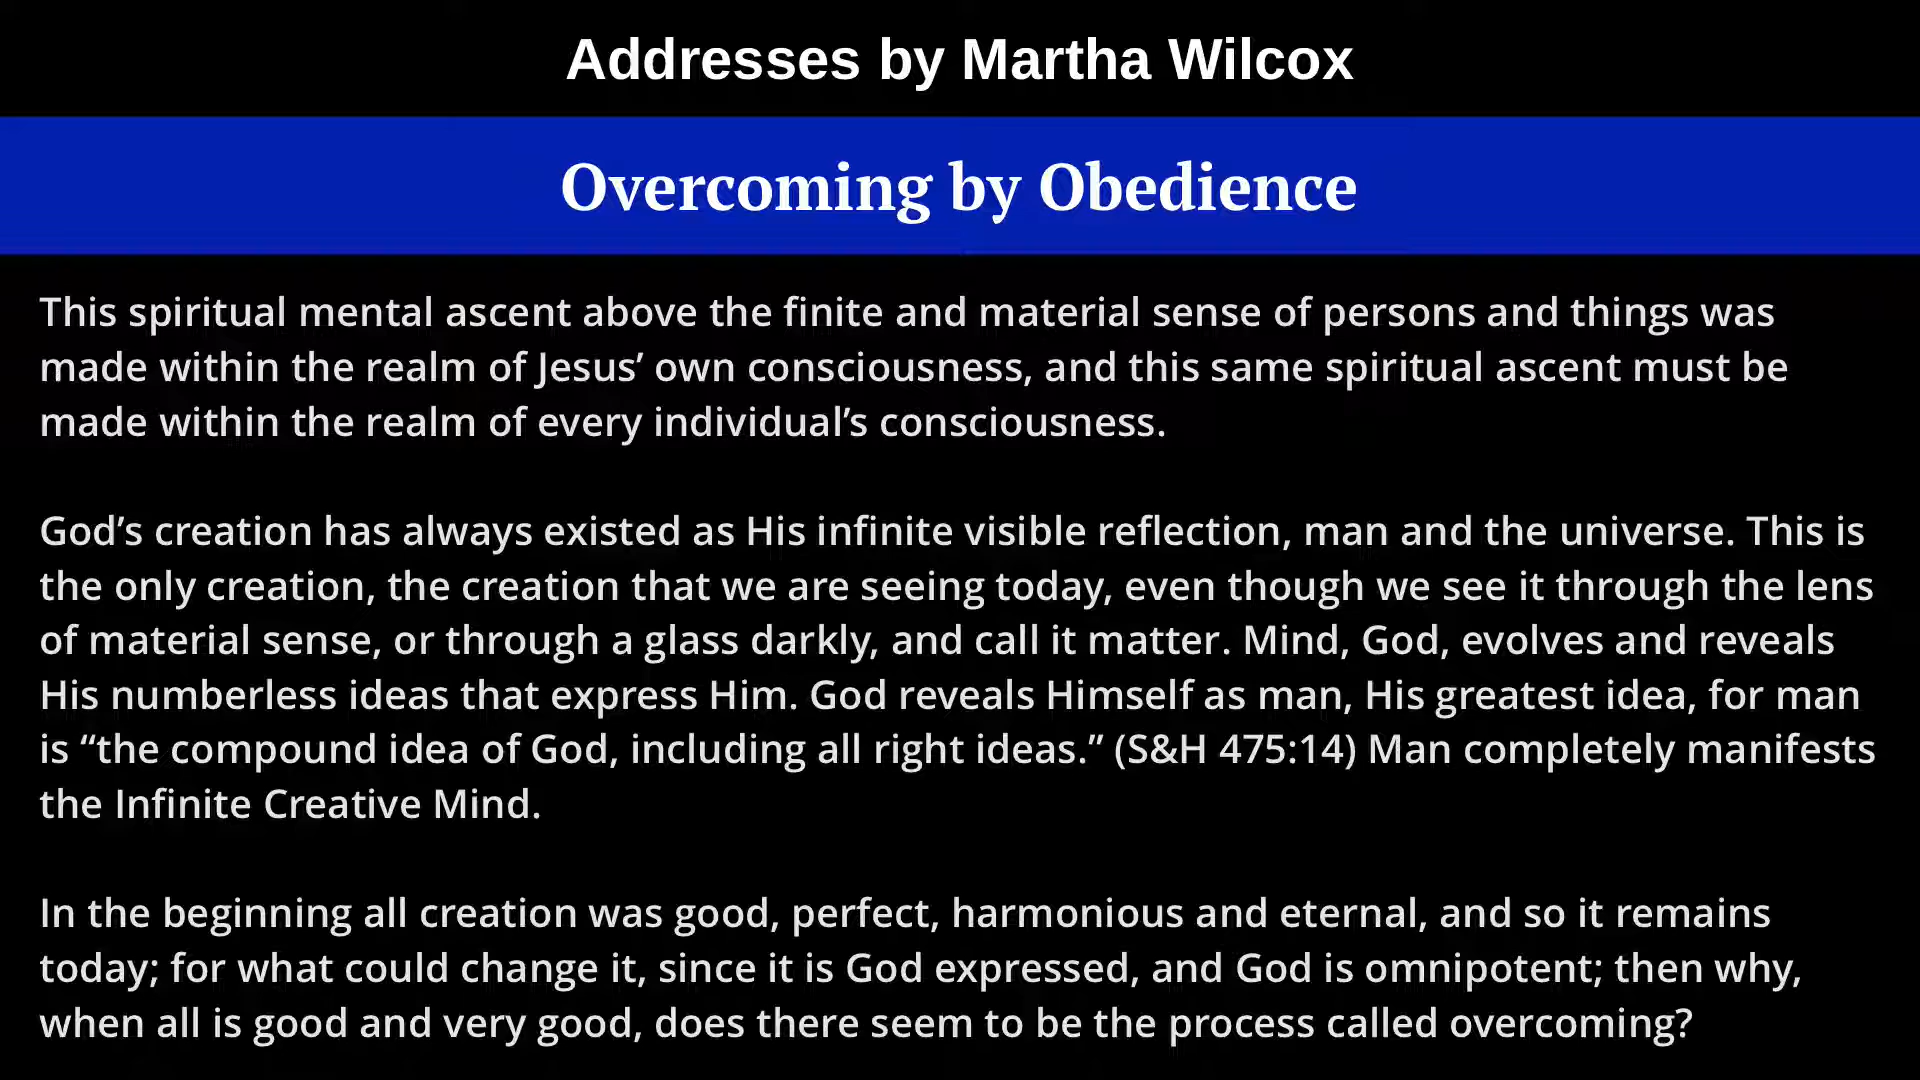 Addresses by Martha Wilcox
Overcoming by Obedience
This spiritual mental ascent above the finite and material sense of persons and things was
made within the realm of Jesus’ own consciousness, and this same spiritual ascent must be
made within the realm of every individual’s consciousness.
God’s creation has always existed as His infinite visible reflection, man and the universe. This is
the only creation, the creation that we are seeing today, even though we see it through the lens
of material sense, or through a glass darkly, and call it matter. Mind, God, evolves and reveals
His numberless ideas that express Him. God reveals Himself as man, His greatest idea, for man
is “the compound idea of God, including all right ideas.” (S&H 475:14) Man completely manifests
the Infinite Creative Mind.
In the beginning all creation was good, perfect, harmonious and eternal, and so it remains
today; for what could change it, since it is God expressed, and God is omnipotent; then why,
when all is good and very good, does there seem to be the process called overcoming?